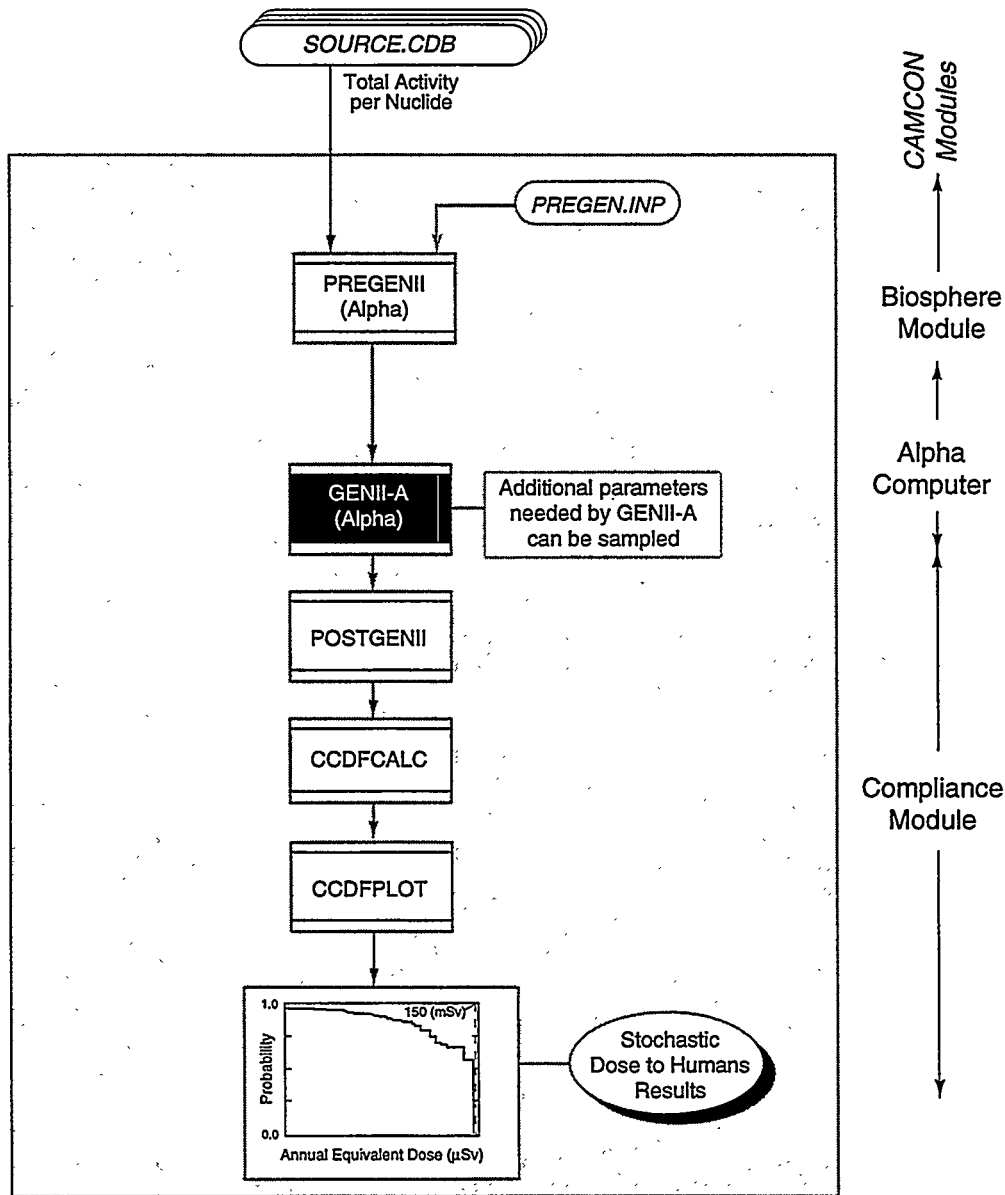 SOURCE.CDB
Total Activity
per Nuclide
CAMCON
Modules
PREGEN.INP
PREGENII
(Alpha)
Biosphere
Module
GENII-A
(Alpha)
Additional parameters
needed by GENII-A
can be sampled
Alpha
Computer
POSTGENII
CCDFCALC
Compliance
Module
CCDFPLOT
1.0
150 (mSv)
Probability
0.0
Annual Equivalent Dose (μSv)
Stochastic
Dose to Humans
Results